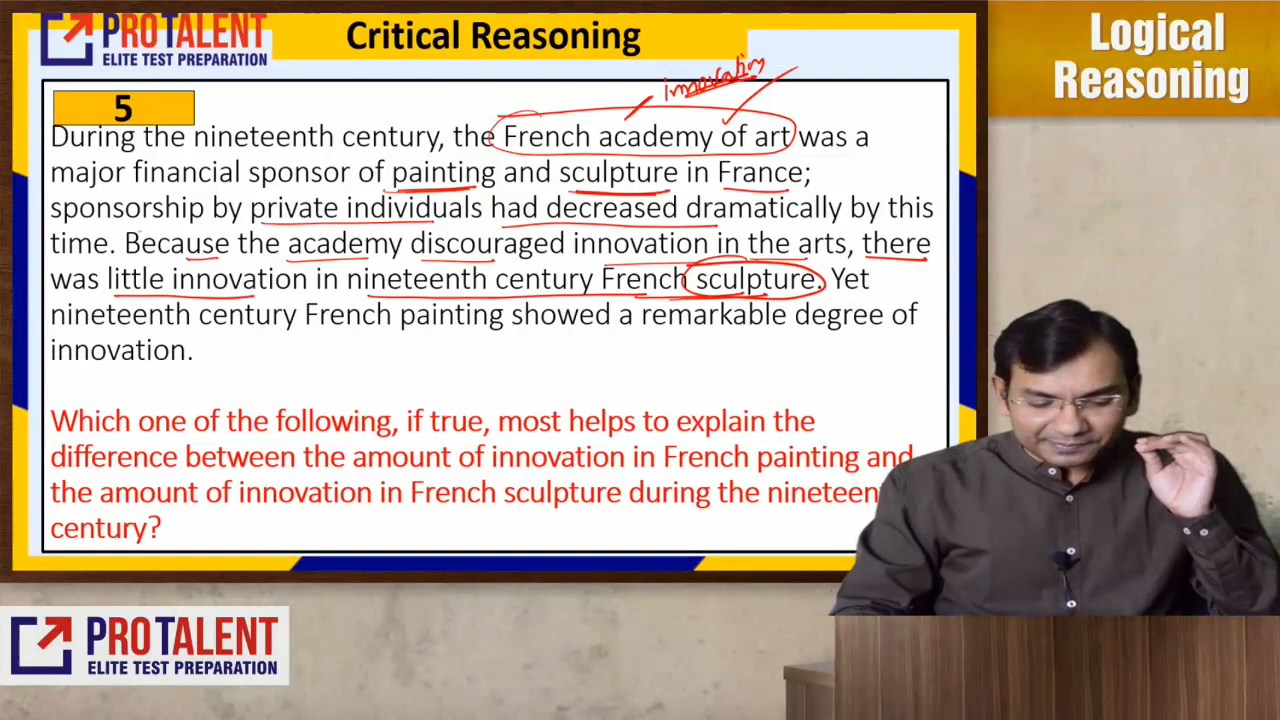 PROTALENT
ELITE TEST PREPARATION
Critical Reasoning
Logical
Reasoning
innovation
5
During the nineteenth century, the French academy of art was a
major financial sponsor of painting and sculpture in France;
sponsorship by private individuals had decreased dramatically by this
time. Because the academy discouraged innovation in the arts, there
was little innovation in nineteenth century French sculpture. Yet
nineteenth century French painting showed a remarkable degree of
innovation.
Which one of the following, if true, most helps to explain the
difference between the amount of innovation in French painting and
the amount of innovation in French sculpture during the nineteen
century?
PROTALENT
ELITE TEST PREPARATION